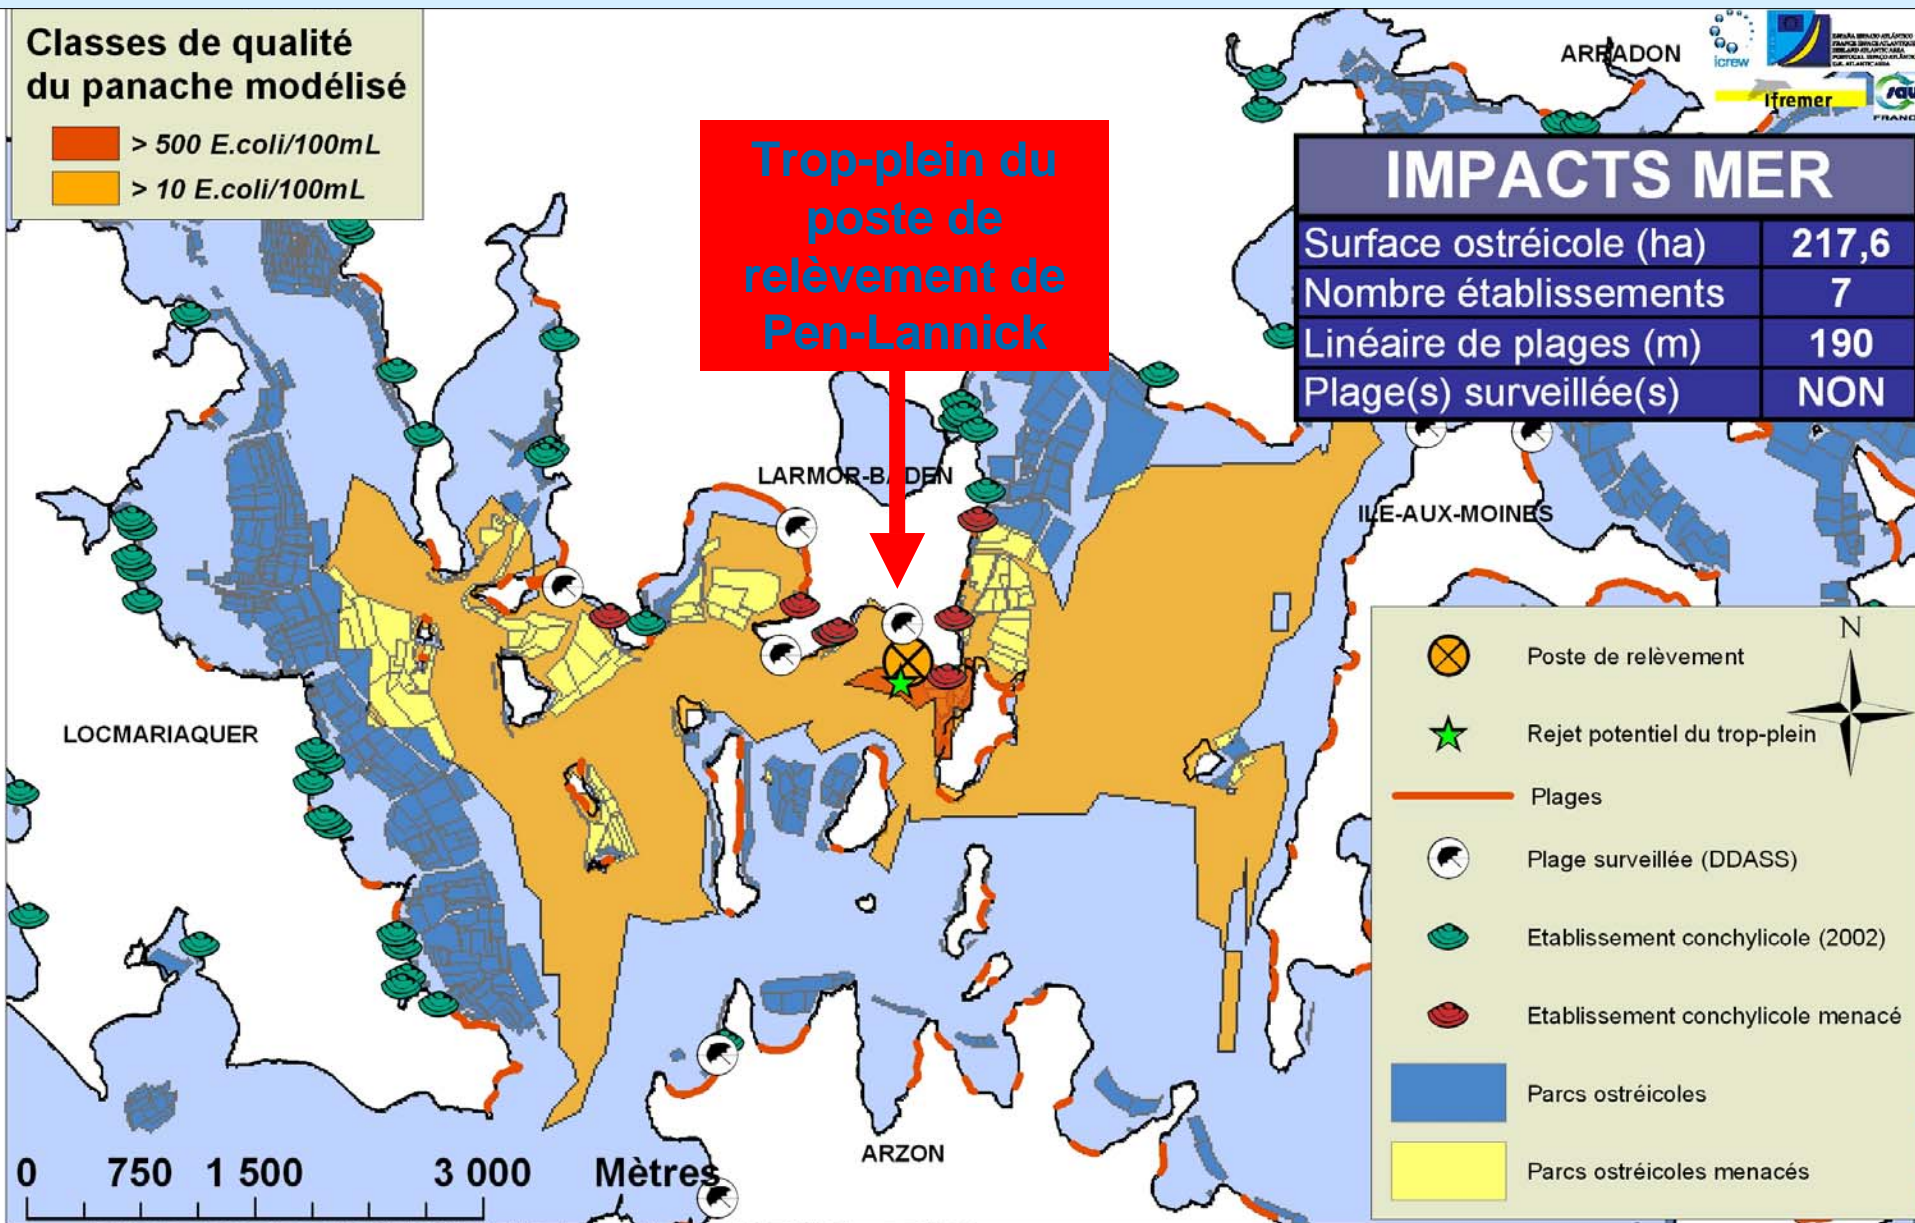 Classes de qualité
du panache modélisé
> 500 E.coli/100mL
> 10 E.coli/100mL
Trop-plein du
poste de
relèvement de
Pen-Lannick
ARRADON
icrew
Ifremer
FRANC
IMPACTS MER
Surface ostréicole (ha) 217,6
Nombre établissements 7
Linéaire de plages (m) 190
Plage(s) surveillée(s) NON
LARMOR-BADEN
ILE-AUX-MOINES
LOCMARIAQUER
ARZON
N
Poste de relèvement
Rejet potentiel du trop-plein
Plages
Plage surveillée (DDASS)
Etablissement conchylicole (2002)
Etablissement conchylicole menacé
Parcs ostréicoles
Parcs ostréicoles menacés
0 750 1 500 3 000 Mètres